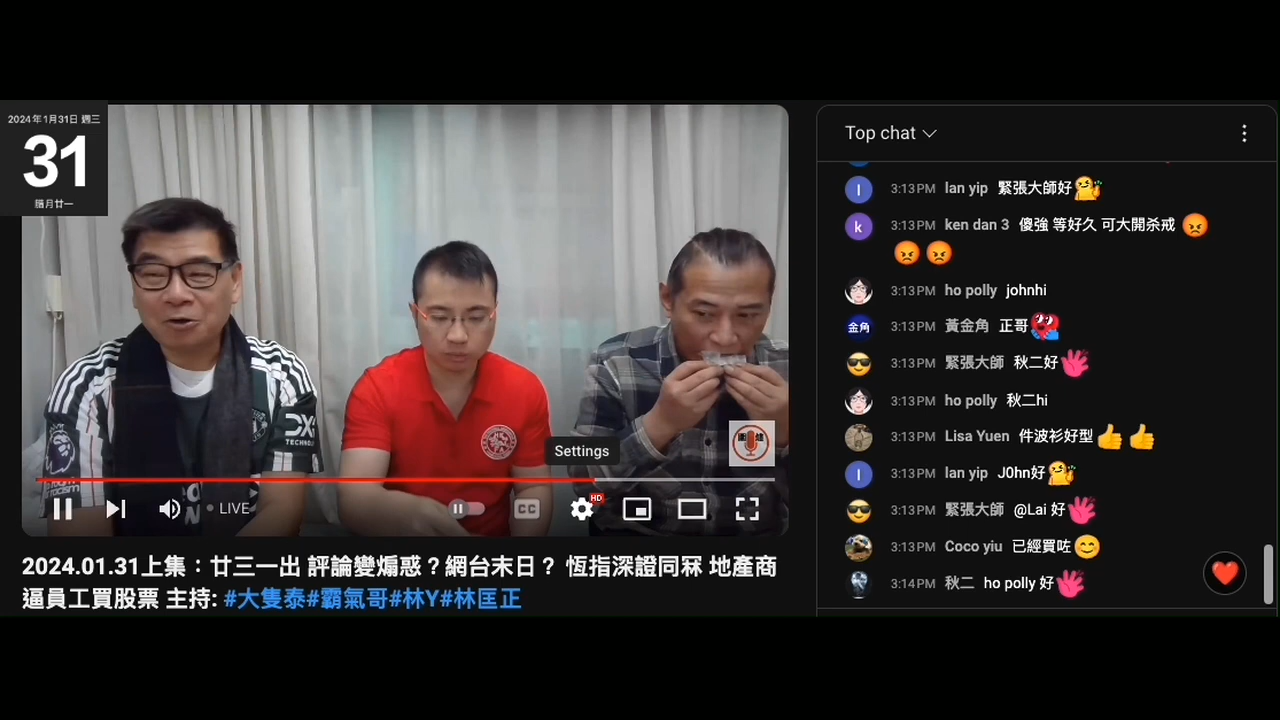 2024年1月31日 週三
31
臘月廿一
DXC
TECHNOLOGY
Settings
HD
CC
LIVE
2024.01.31上集：廿三一出 評論變煽惑？網台末日？ 恆指深證同冧 地產商
逼員工買股票 主持: #大隻泰#霸氣哥#林Y#林匡正
Top chat
I 3:13PM Ian yip 緊張大師好
k 3:13PM ken dan 3 傻強 等好久 可大開杀戒
3:13PM ho polly johnhi
金角 3:13PM 黃金角 正哥
3:13PM 緊張大師 秋二好
3:13PM ho polly 秋二hi
3:13PM Lisa Yuen 件波衫好型
I 3:13PM Ian yip J0hn好
3:13PM 緊張大師 @Lai 好
3:13PM Coco yiu 已經買咗
3:14PM 秋二 ho polly 好